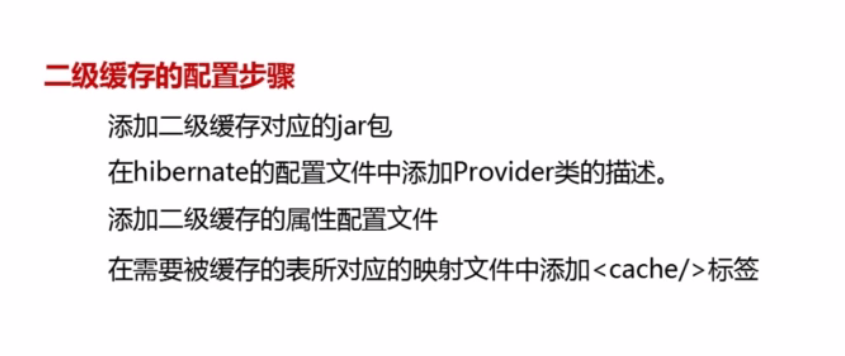 二级缓存的配置步骤
添加二级缓存对应的jar包
在hibernate的配置文件中添加Provider类的描述。
添加二级缓存的属性配置文件
在需要被缓存的表所对应的映射文件中添加<cache/>标签